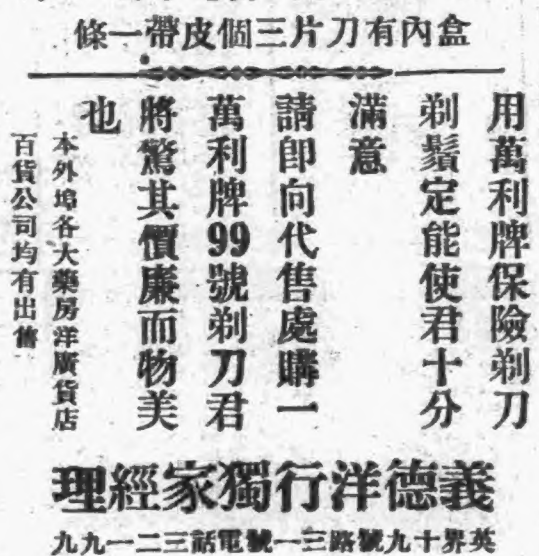 盒內有刀片三個皮帶一條
用萬利牌保險剃刀
剃鬚定能使君十分
滿意
請即向代售處購一
萬利牌99號剃刀君
將驚其價廉而物美
也
本外埠各大藥房洋廣貨店
百貨公司均有出售
義德洋行獨家經理
英界十九號路三一號電話三二一九九